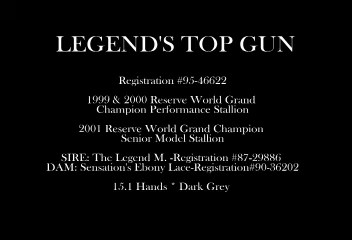 LEGEND'S TOP GUN
Registration #95-46622
1999 & 2000 Reserve World Grand
Champion Performance Stallion
2001 Reserve World Grand Champion
Senior Model Stallion
SIRE: The Legend M. -Registration #87-29886
DAM: Sensation's Ebony Lace-Registration#90-36202
15.1 Hands * Dark Grey